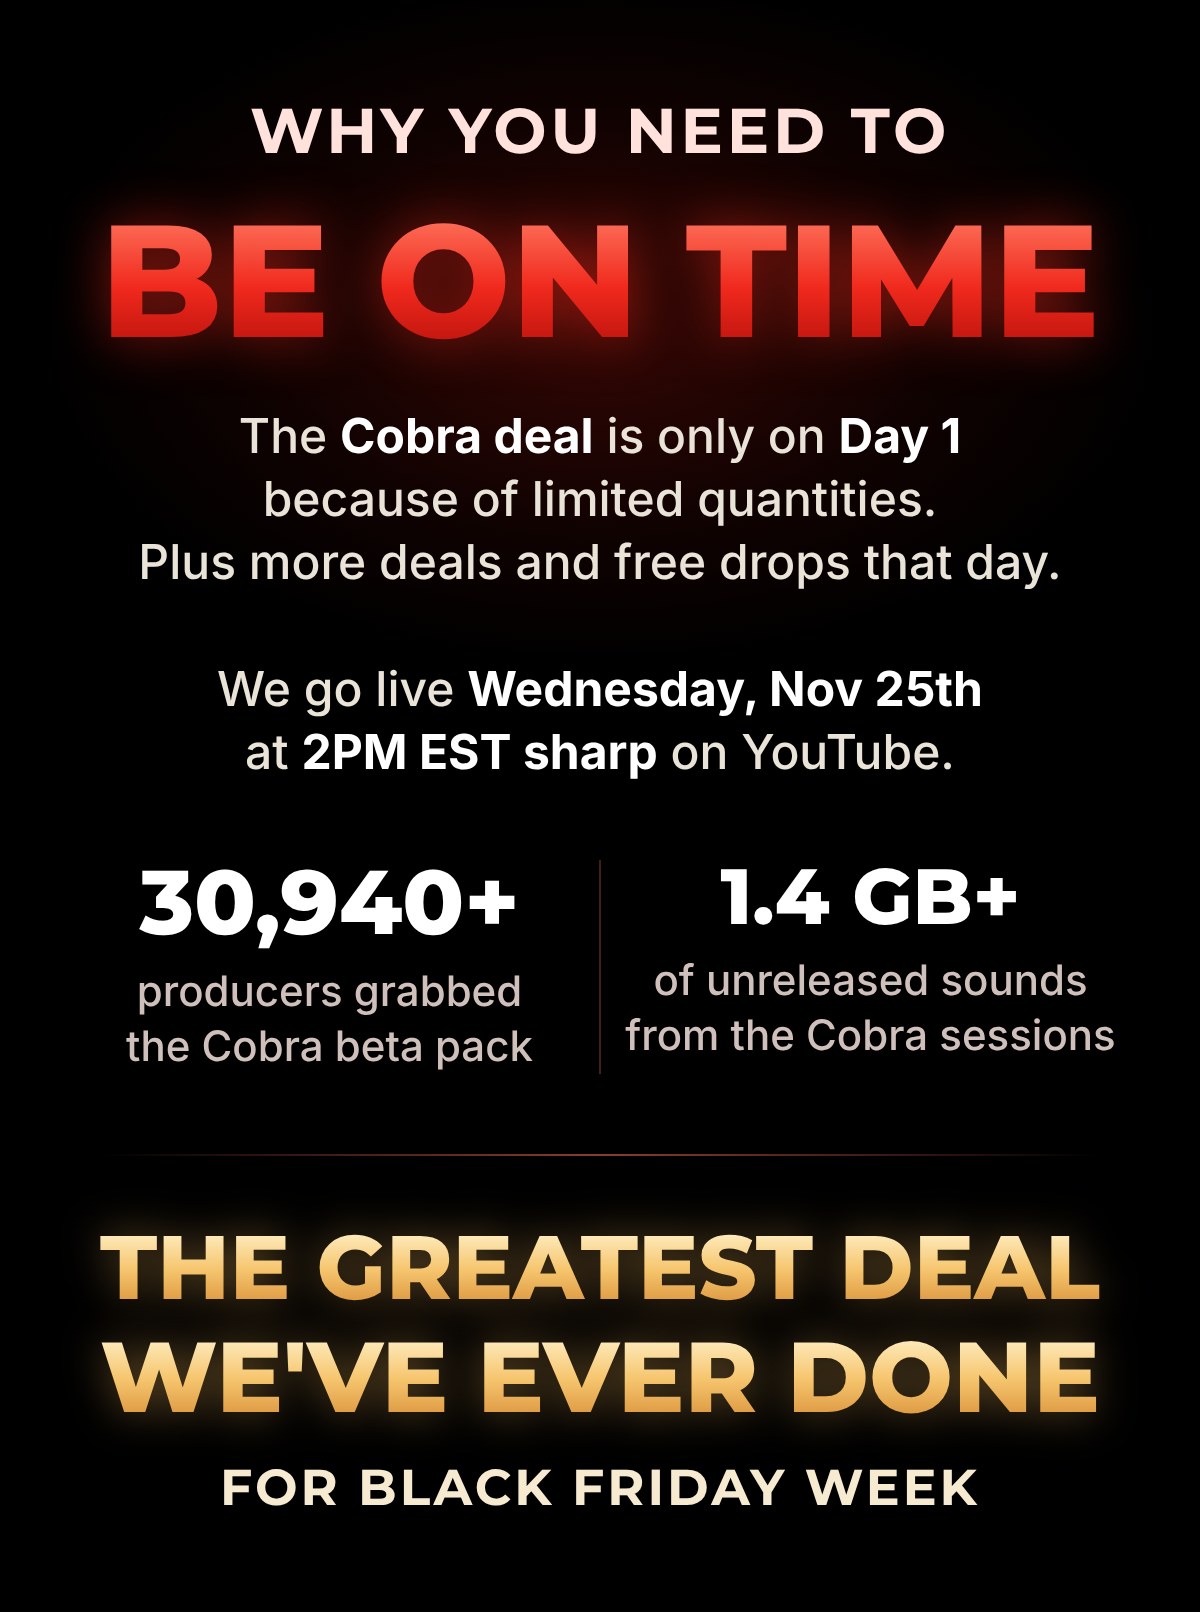 WHY YOU NEED TO
BE ON TIME
The Cobra deal is only on Day 1
because of limited quantities.
Plus more deals and free drops that day.
We go live Wednesday, Nov 25th
at 2PM EST sharp on YouTube.
30,940+
producers grabbed
the Cobra beta pack
1.4 GB+
of unreleased sounds
from the Cobra sessions
THE GREATEST DEAL
WE'VE EVER DONE
FOR BLACK FRIDAY WEEK